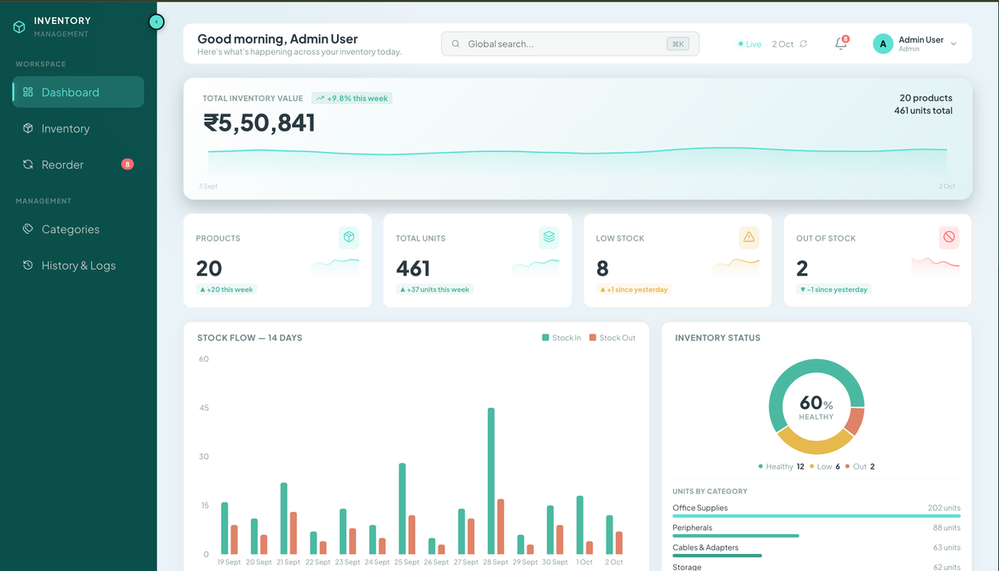 INVENTORY
MANAGEMENT
WORKSPACE
Dashboard
Inventory
Reorder 8
MANAGEMENT
Categories
History & Logs
Good morning, Admin User
Here's what's happening across your inventory today.
Global search...
⌘K
Live · 2 Oct
8
A
Admin User
Admin
TOTAL INVENTORY VALUE +9.8% this week
₹5,50,841
20 products
461 units total
3 Sept
2 Oct
PRODUCTS
20
▲ +20 this week
TOTAL UNITS
461
▲ +37 units this week
LOW STOCK
8
▲ +1 since yesterday
OUT OF STOCK
2
▼ -1 since yesterday
STOCK FLOW — 14 DAYS
Stock In Stock Out
60
45
30
15
0
19 Sept 20 Sept 21 Sept 22 Sept 23 Sept 24 Sept 25 Sept 26 Sept 27 Sept 28 Sept 29 Sept 30 Sept 1 Oct 2 Oct
INVENTORY STATUS
60%
HEALTHY
Healthy 12 Low 6 Out 2
UNITS BY CATEGORY
Office Supplies 202 units
Peripherals 88 units
Cables & Adapters 63 units
Storage 62 units